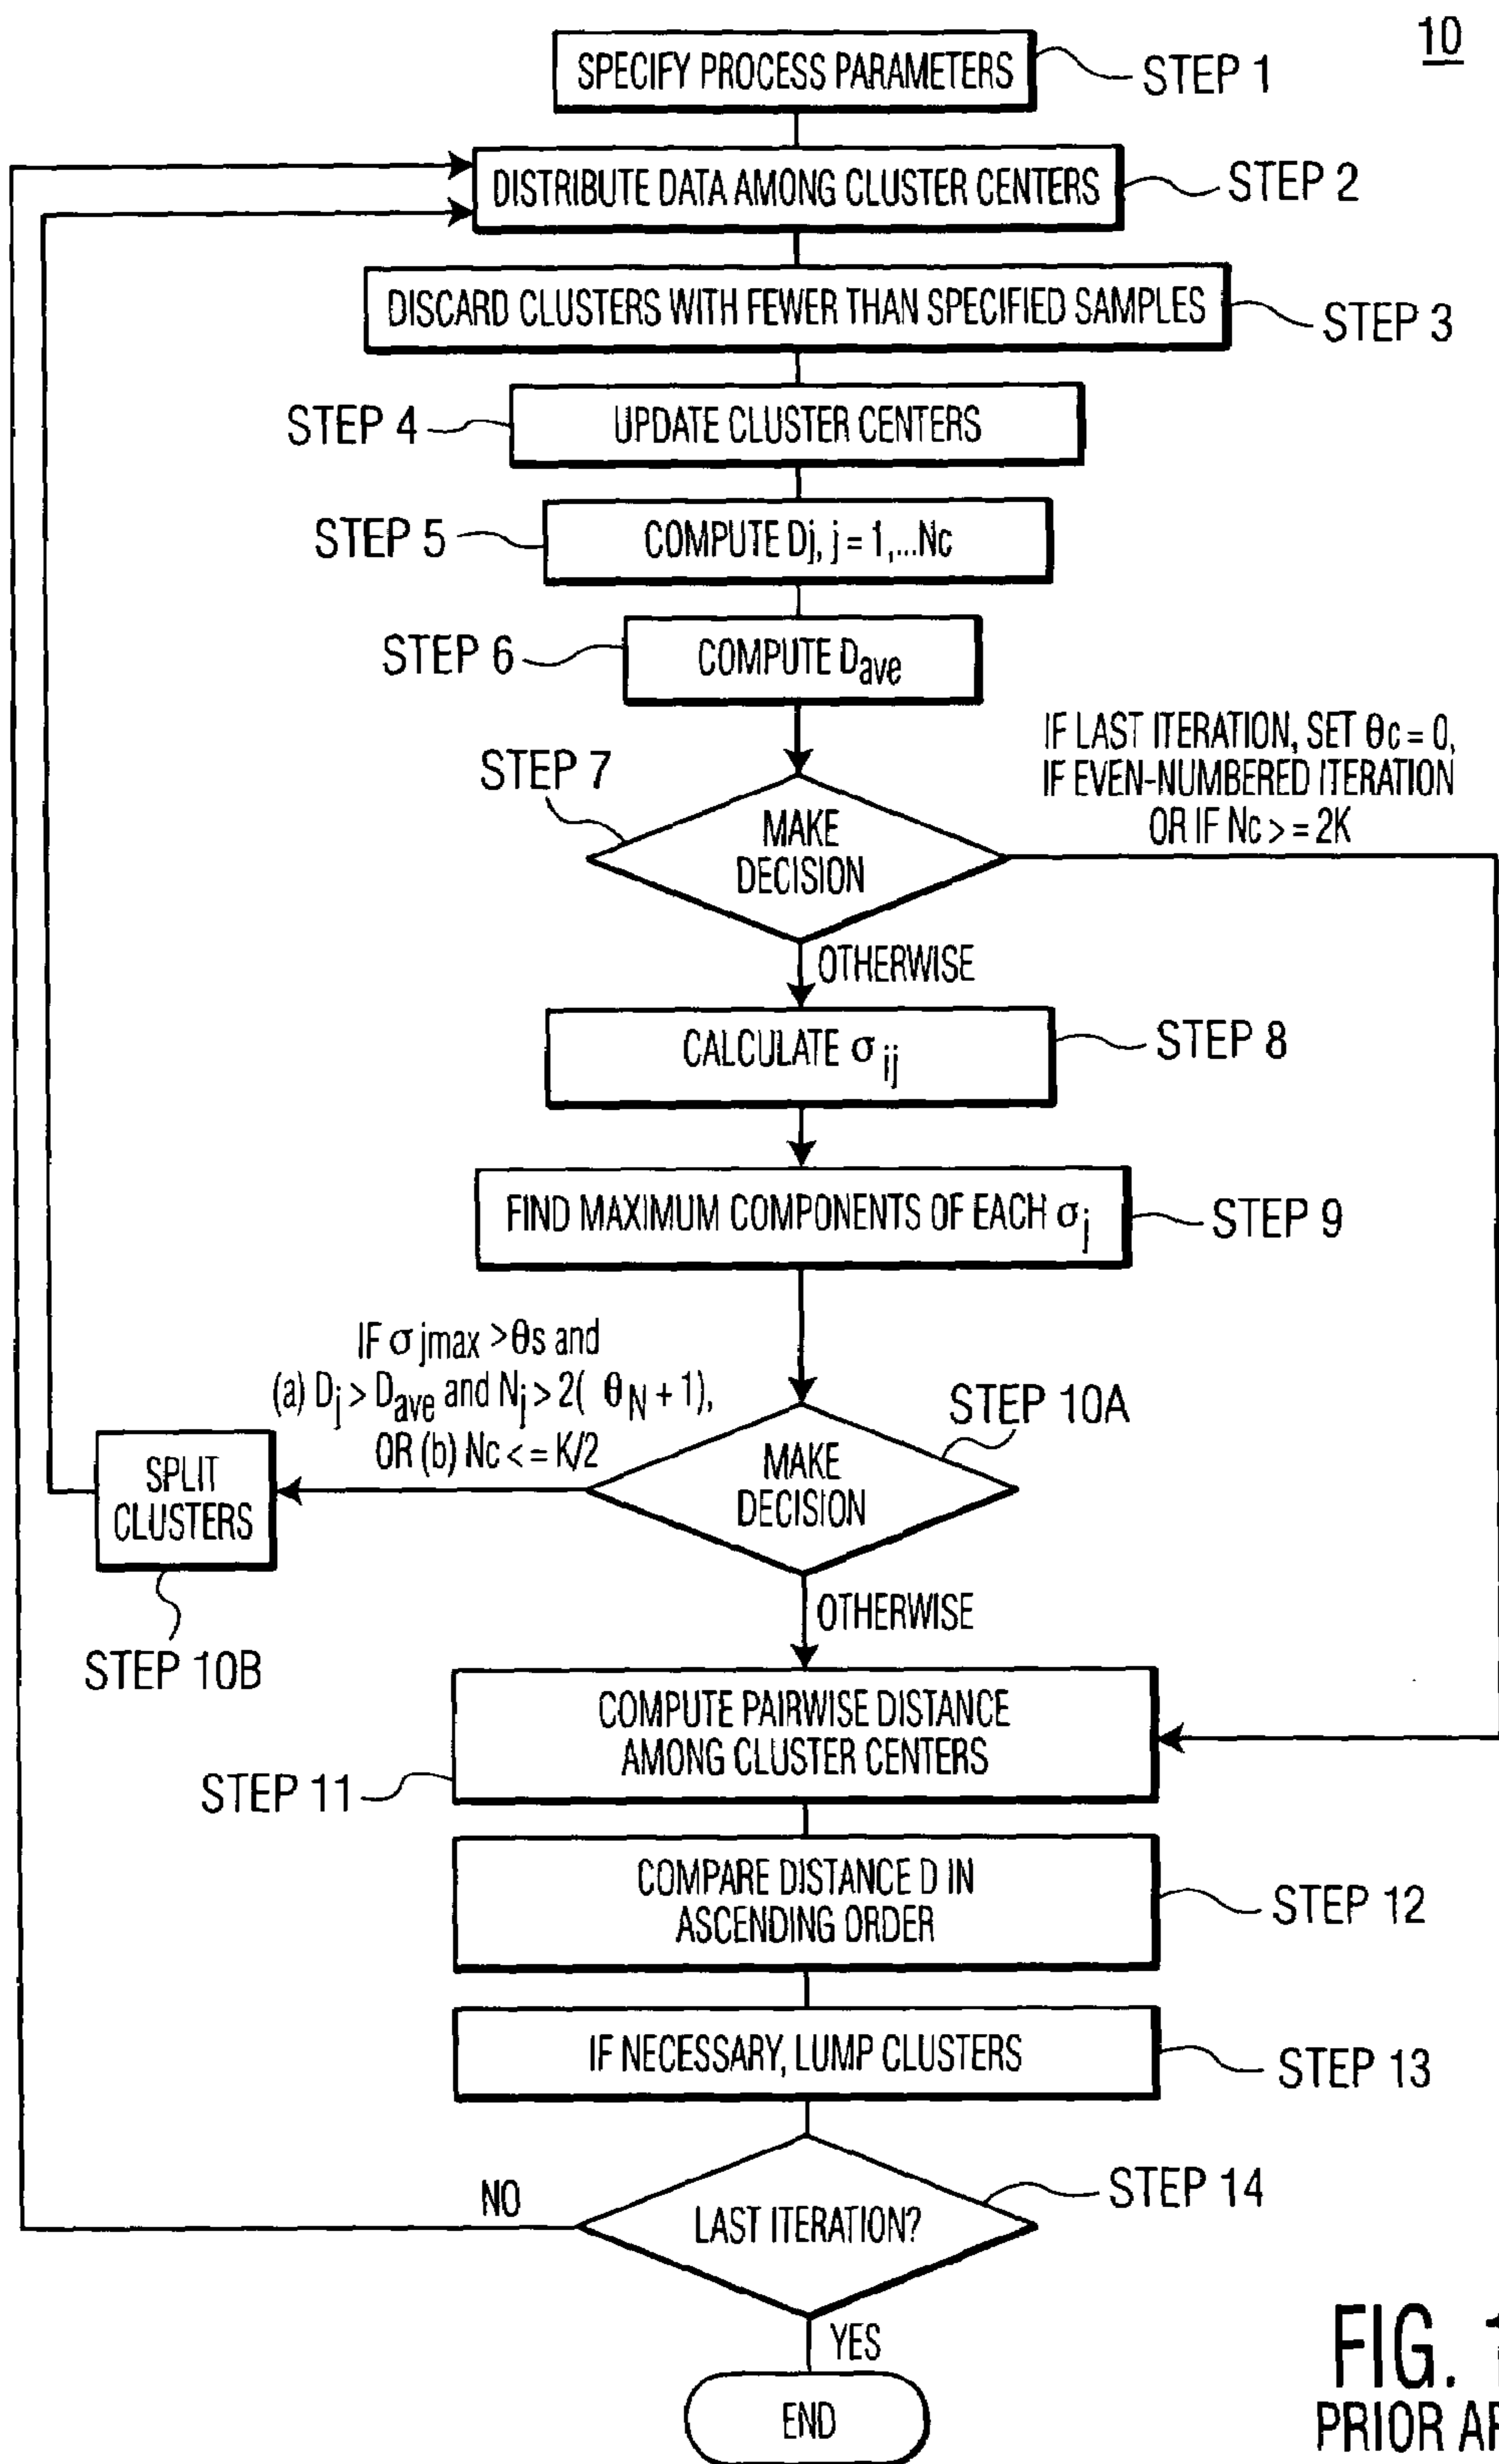 10
SPECIFY PROCESS PARAMETERS
STEP 1
DISTRIBUTE DATA AMONG CLUSTER CENTERS
STEP 2
DISCARD CLUSTERS WITH FEWER THAN SPECIFIED SAMPLES
STEP 3
STEP 4
UPDATE CLUSTER CENTERS
STEP 5
COMPUTE Dj, j = 1,...Nc
STEP 6
COMPUTE Dave
IF LAST ITERATION, SET θc = 0,
IF EVEN-NUMBERED ITERATION
OR IF Nc > = 2K
STEP 7
MAKE
DECISION
OTHERWISE
CALCULATE σ ij
STEP 8
FIND MAXIMUM COMPONENTS OF EACH σj
STEP 9
IF σ jmax >θs and
(a) Dj > Dave and Nj > 2( θN + 1),
OR (b) Nc < = K/2
STEP 10A
MAKE
DECISION
SPLIT
CLUSTERS
STEP 10B
OTHERWISE
COMPUTE PAIRWISE DISTANCE
AMONG CLUSTER CENTERS
STEP 11
COMPARE DISTANCE D IN
ASCENDING ORDER
STEP 12
IF NECESSARY, LUMP CLUSTERS
STEP 13
NO
LAST ITERATION?
STEP 14
YES
END
FIG. 1
PRIOR